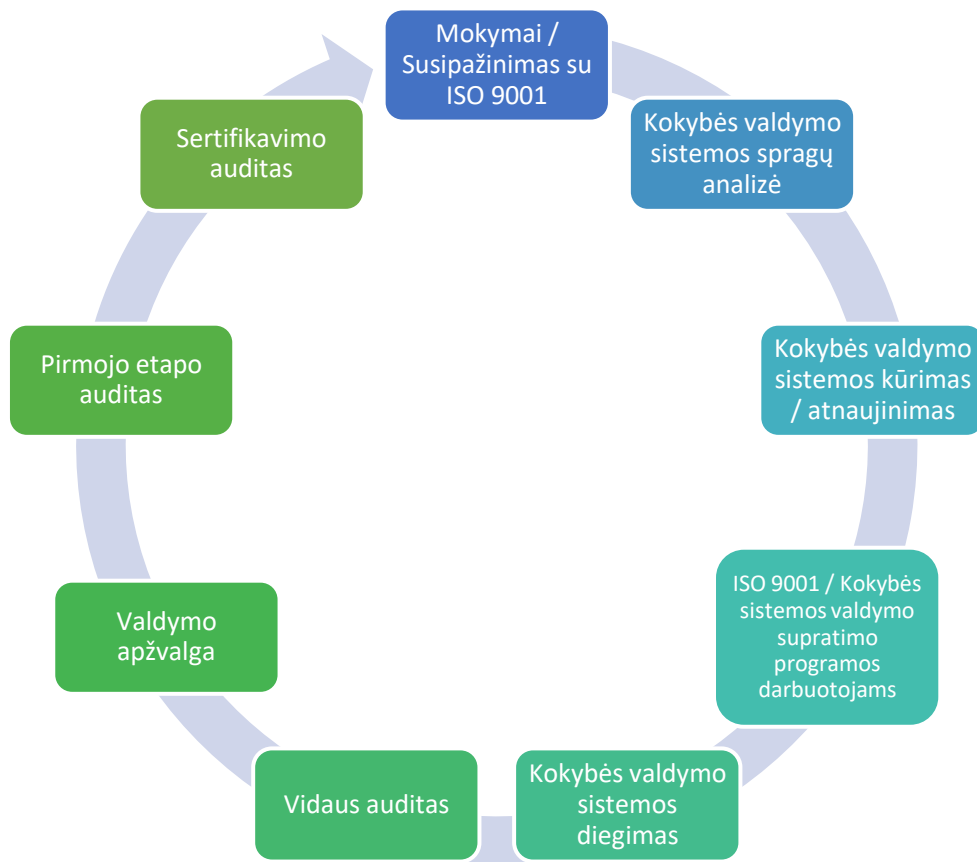 Mokymai /
Susipažinimas su
ISO 9001
Kokybės valdymo
sistemos spragų
analizė
Kokybės valdymo
sistemos kūrimas
/ atnaujinimas
ISO 9001 / Kokybės
sistemos valdymo
supratimo
programos
darbuotojams
Kokybės valdymo
sistemos
diegimas
Vidaus auditas
Valdymo
apžvalga
Pirmojo etapo
auditas
Sertifikavimo
auditas